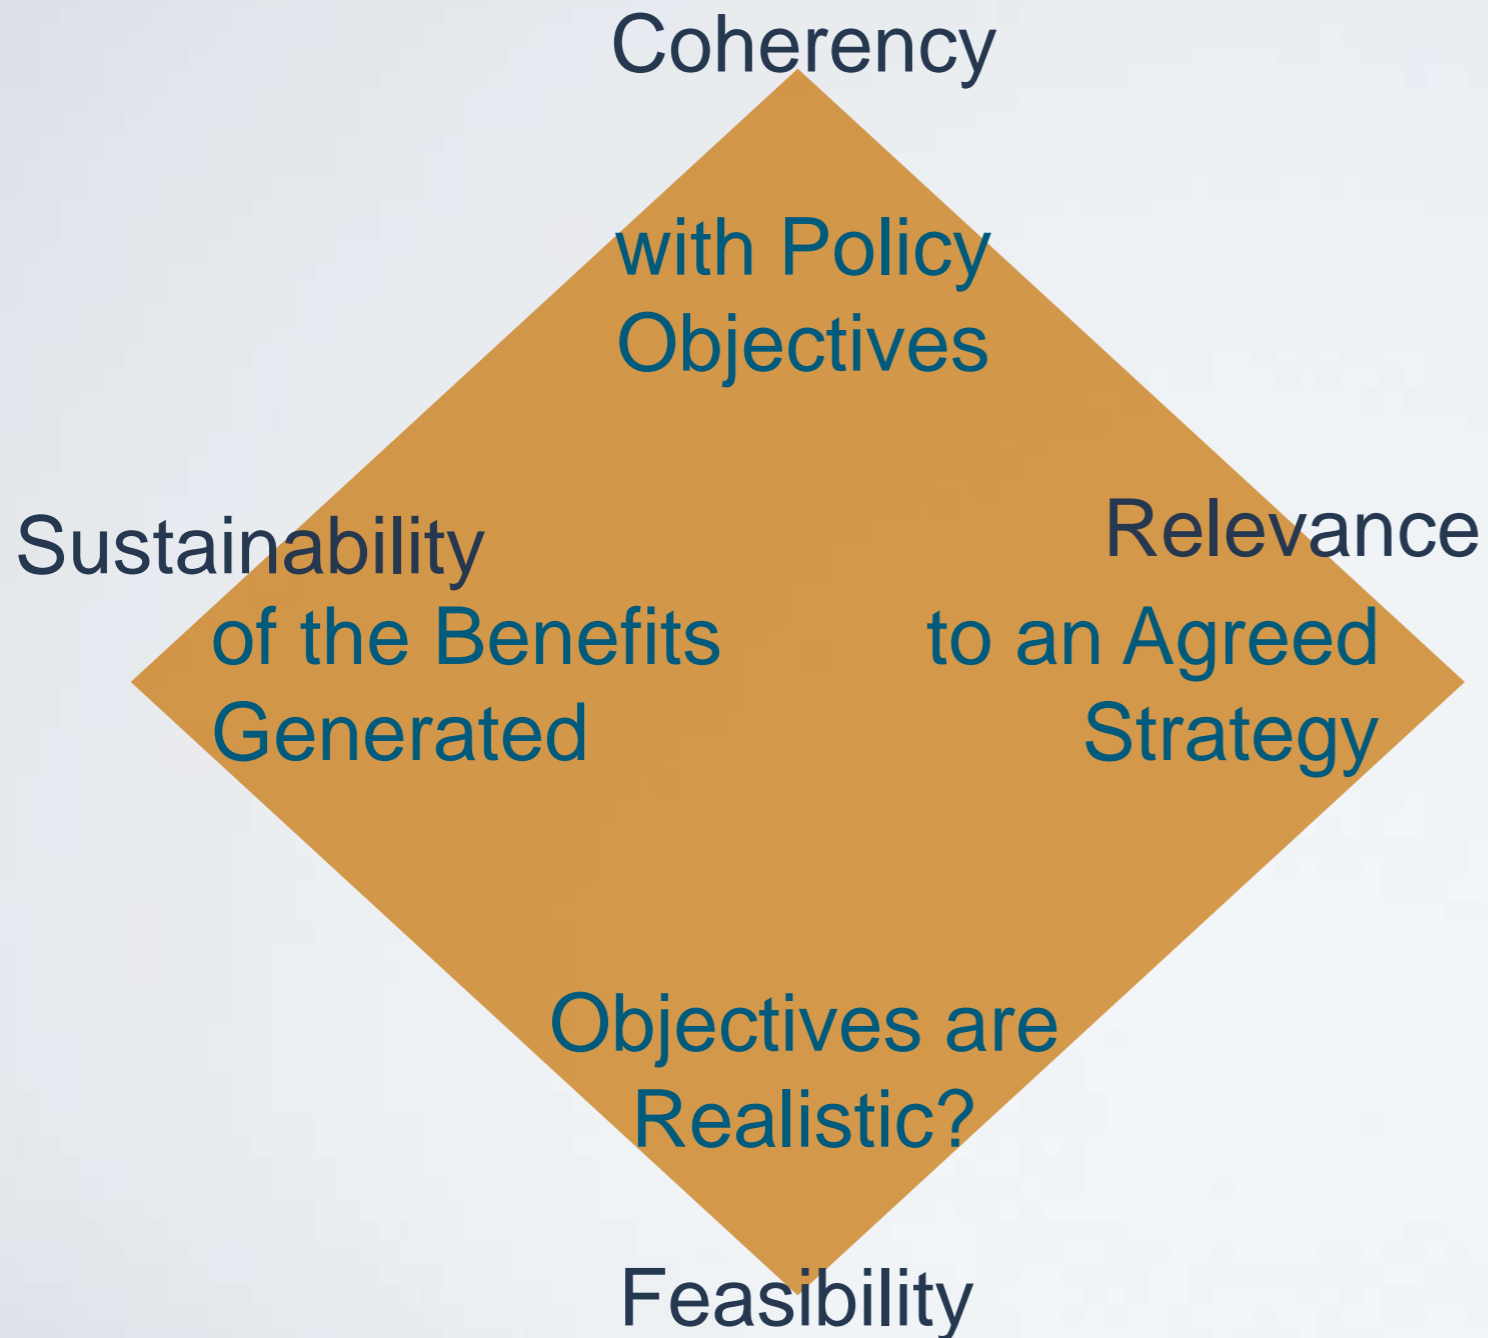 Coherency
with Policy
Objectives
Sustainability
of the Benefits
Generated
Relevance
to an Agreed
Strategy
Objectives are
Realistic?
Feasibility